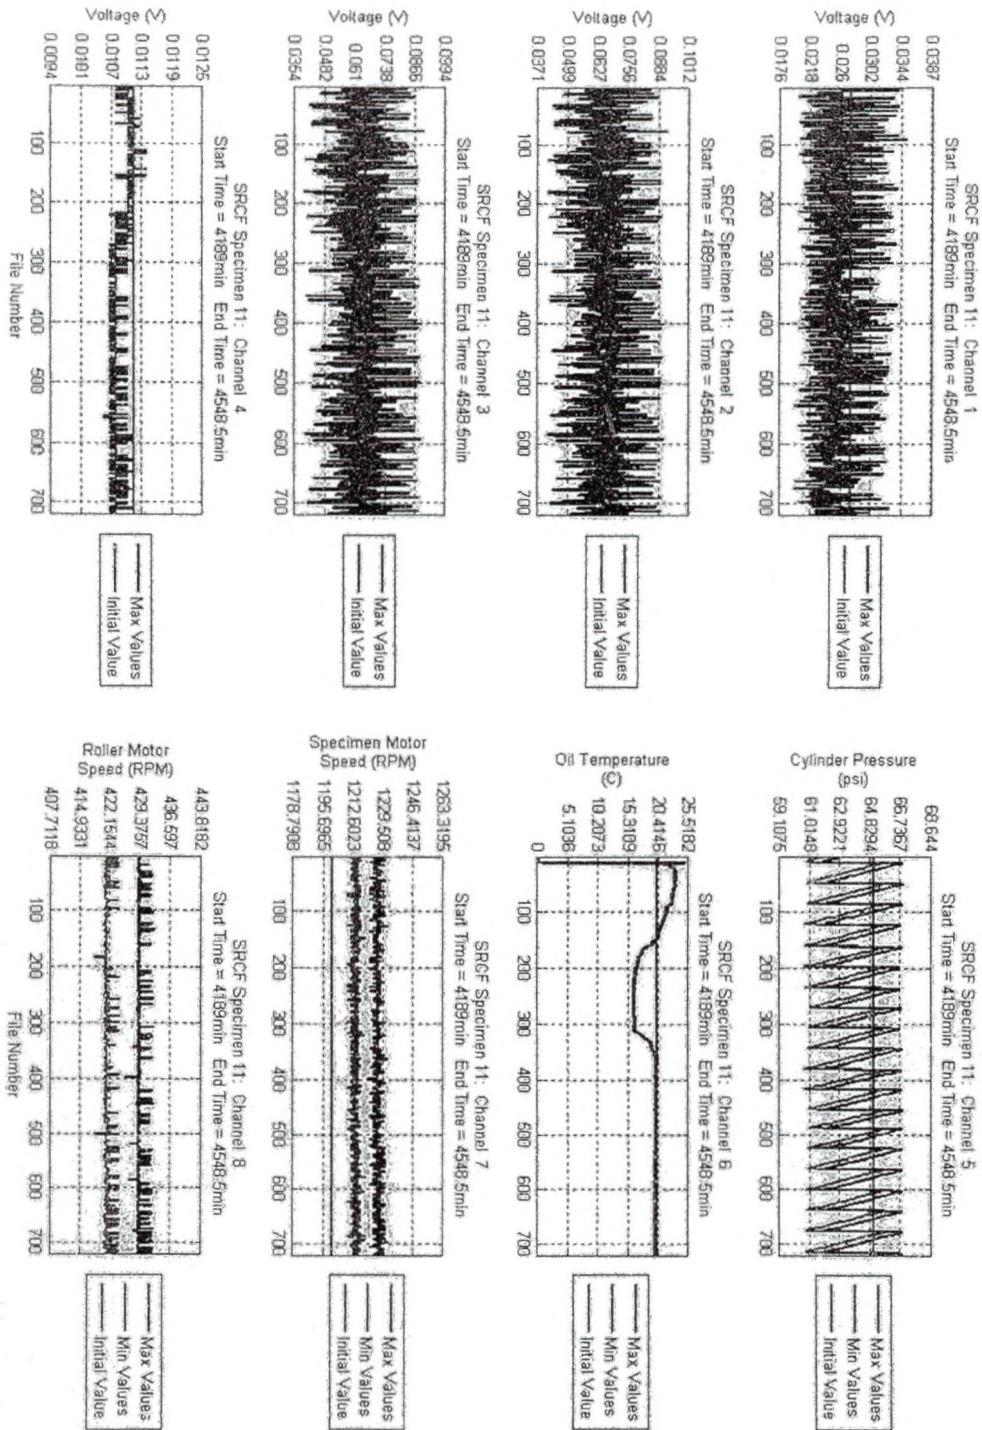 SRCF Specimen 11: Channel 1
Start Time = 4189min End Time = 4548.5min
Voltage (V)
0.0387
0.0344
0.0302
0.026
0.0218
0.0176
100 200 300 400 500 600 700
Max Values
Initial Value
SRCF Specimen 11: Channel 2
Start Time = 4189min End Time = 4548.5min
Voltage (V)
0.1012
0.0884
0.0756
0.0627
0.0499
0.0371
100 200 300 400 500 600 700
Max Values
Initial Value
SRCF Specimen 11: Channel 3
Start Time = 4189min End Time = 4548.5min
Voltage (V)
0.0994
0.0866
0.0738
0.061
0.0482
0.0354
100 200 300 400 500 600 700
Max Values
Initial Value
SRCF Specimen 11: Channel 4
Start Time = 4189min End Time = 4548.5min
Voltage (V)
0.0125
0.0119
0.0113
0.0107
0.0101
0.0094
100 200 300 400 500 600 700
File Number
Max Values
Initial Value
SRCF Specimen 11: Channel 5
Start Time = 4189min End Time = 4548.5min
Cylinder Pressure
(psi)
68.644
66.7367
64.8294
62.9221
61.0148
59.1075
100 200 300 400 500 600 700
Max Values
Min Values
Initial Value
SRCF Specimen 11: Channel 6
Start Time = 4189min End Time = 4548.5min
Oil Temperature
(C)
25.5182
20.4146
15.3109
10.2073
5.1036
0
100 200 300 400 500 600 700
Max Values
Min Values
Initial Value
SRCF Specimen 11: Channel 7
Start Time = 4189min End Time = 4548.5min
Specimen Motor
Speed (RPM)
1263.3195
1246.4137
1229.508
1212.6023
1195.6965
1178.7908
100 200 300 400 500 600 700
Max Values
Min Values
Initial Value
SRCF Specimen 11: Channel 8
Start Time = 4189min End Time = 4548.5min
Roller Motor
Speed (RPM)
443.8182
436.597
429.3757
422.1544
414.9331
407.7118
100 200 300 400 500 600 700
File Number
Max Values
Min Values
Initial Value